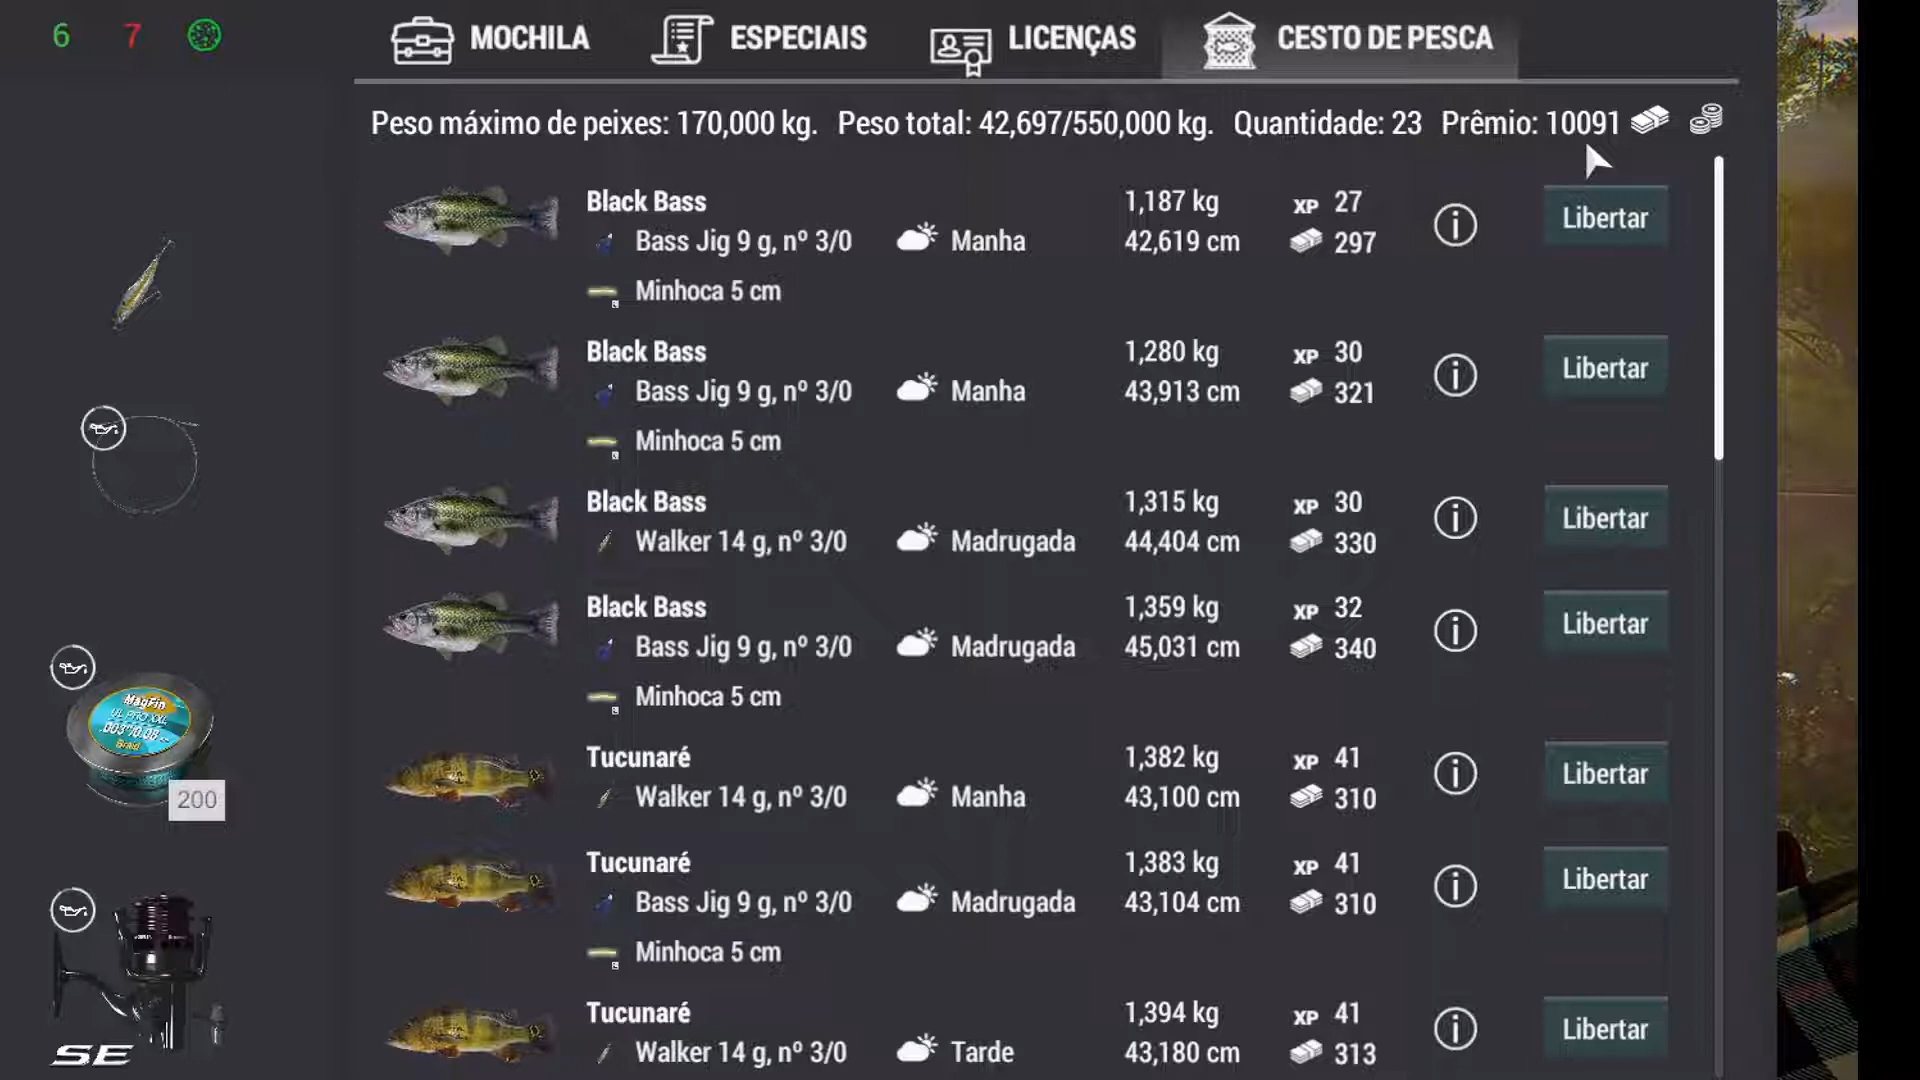 6 7
MOCHILA ESPECIAIS LICENÇAS CESTO DE PESCA
Peso máximo de peixes: 170,000 kg. Peso total: 42,697/550,000 kg. Quantidade: 23 Prêmio: 10091
Black Bass 1,187 kg XP 27 Libertar
Bass Jig 9 g, nº 3/0 Manha 42,619 cm 297
Minhoca 5 cm
Black Bass 1,280 kg XP 30 Libertar
Bass Jig 9 g, nº 3/0 Manha 43,913 cm 321
Minhoca 5 cm
Black Bass 1,315 kg XP 30 Libertar
Walker 14 g, nº 3/0 Madrugada 44,404 cm 330
Black Bass 1,359 kg XP 32 Libertar
Bass Jig 9 g, nº 3/0 Madrugada 45,031 cm 340
Minhoca 5 cm
MagFin
UL PRO XXL
.003"/0.08
Braid
200
Tucunaré 1,382 kg XP 41 Libertar
Walker 14 g, nº 3/0 Manha 43,100 cm 310
Tucunaré 1,383 kg XP 41 Libertar
Bass Jig 9 g, nº 3/0 Madrugada 43,104 cm 310
Minhoca 5 cm
Tucunaré 1,394 kg XP 41 Libertar
Walker 14 g, nº 3/0 Tarde 43,180 cm 313
SE